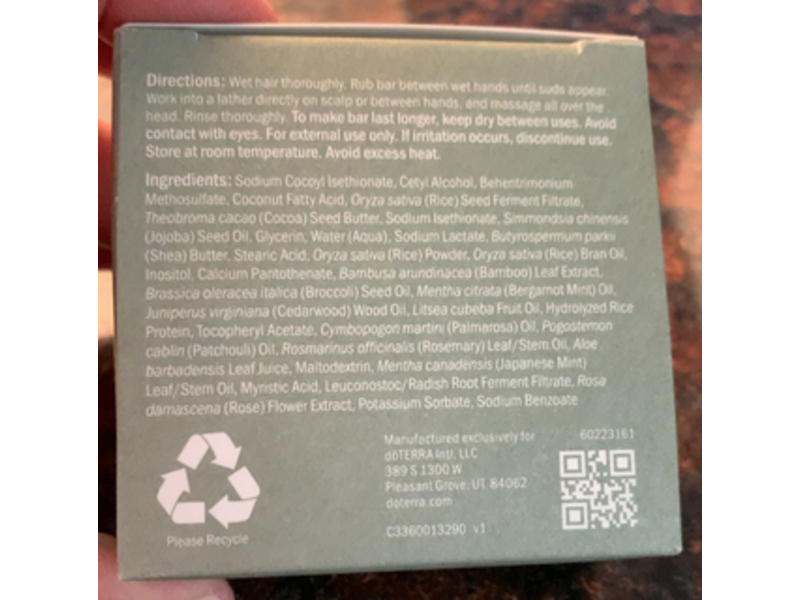 Directions: Wet hair thoroughly. Rub bar between wet hands until suds appear.
Work into a lather directly on scalp or between hands, and massage all over the
head. Rinse thoroughly. To make bar last longer, keep dry between uses. Avoid
contact with eyes. For external use only. If irritation occurs, discontinue use.
Store at room temperature. Avoid excess heat.
Ingredients: Sodium Cocoyl Isethionate, Cetyl Alcohol, Behentrimonium
Methosulfate, Coconut Fatty Acid, Oryza sativa (Rice) Seed Ferment Filtrate,
Theobroma cacao (Cocoa) Seed Butter, Sodium Isethionate, Simmondsia chinensis
(Jojoba) Seed Oil, Glycerin, Water (Aqua), Sodium Lactate, Butyrospermum parkii
(Shea) Butter, Stearic Acid, Oryza sativa (Rice) Powder, Oryza sativa (Rice) Bran Oil,
Inositol, Calcium Pantothenate, Bambusa arundinacea (Bamboo) Leaf Extract,
Brassica oleracea italica (Broccoli) Seed Oil, Mentha citrata (Bergamot Mint) Oil,
Juniperus virginiana (Cedarwood) Wood Oil, Litsea cubeba Fruit Oil, Hydrolyzed Rice
Protein, Tocopheryl Acetate, Cymbopogon martini (Palmarosa) Oil, Pogostemon
cablin (Patchouli) Oil, Rosmarinus officinalis (Rosemary) Leaf/Stem Oil, Aloe
barbadensis Leaf Juice, Maltodextrin, Mentha canadensis (Japanese Mint)
Leaf/Stem Oil, Myristic Acid, Leuconostoc/Radish Root Ferment Filtrate, Rosa
damascena (Rose) Flower Extract, Potassium Sorbate, Sodium Benzoate
Manufactured exclusively for
dōTERRA Intl, LLC
389 S 1300 W
Pleasant Grove, UT 84062
doterra.com
C3360013290 v1
60223161
Please Recycle